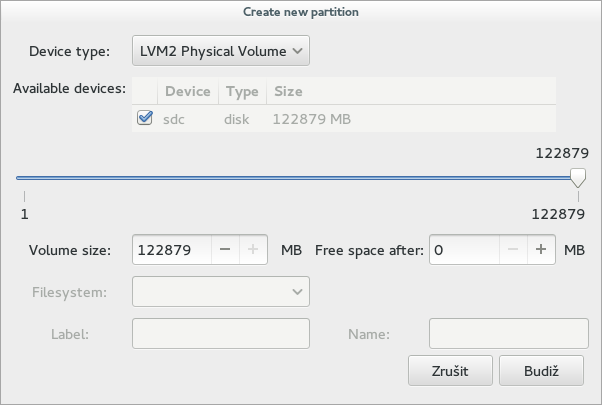 Create new partition
Device type: LVM2 Physical Volume
Available devices: Device Type Size
sdc disk 122879 MB
122879
1 122879
Volume size: 122879 MB Free space after: 0 MB
Filesystem:
Label: Name:
Zrušit Budiž